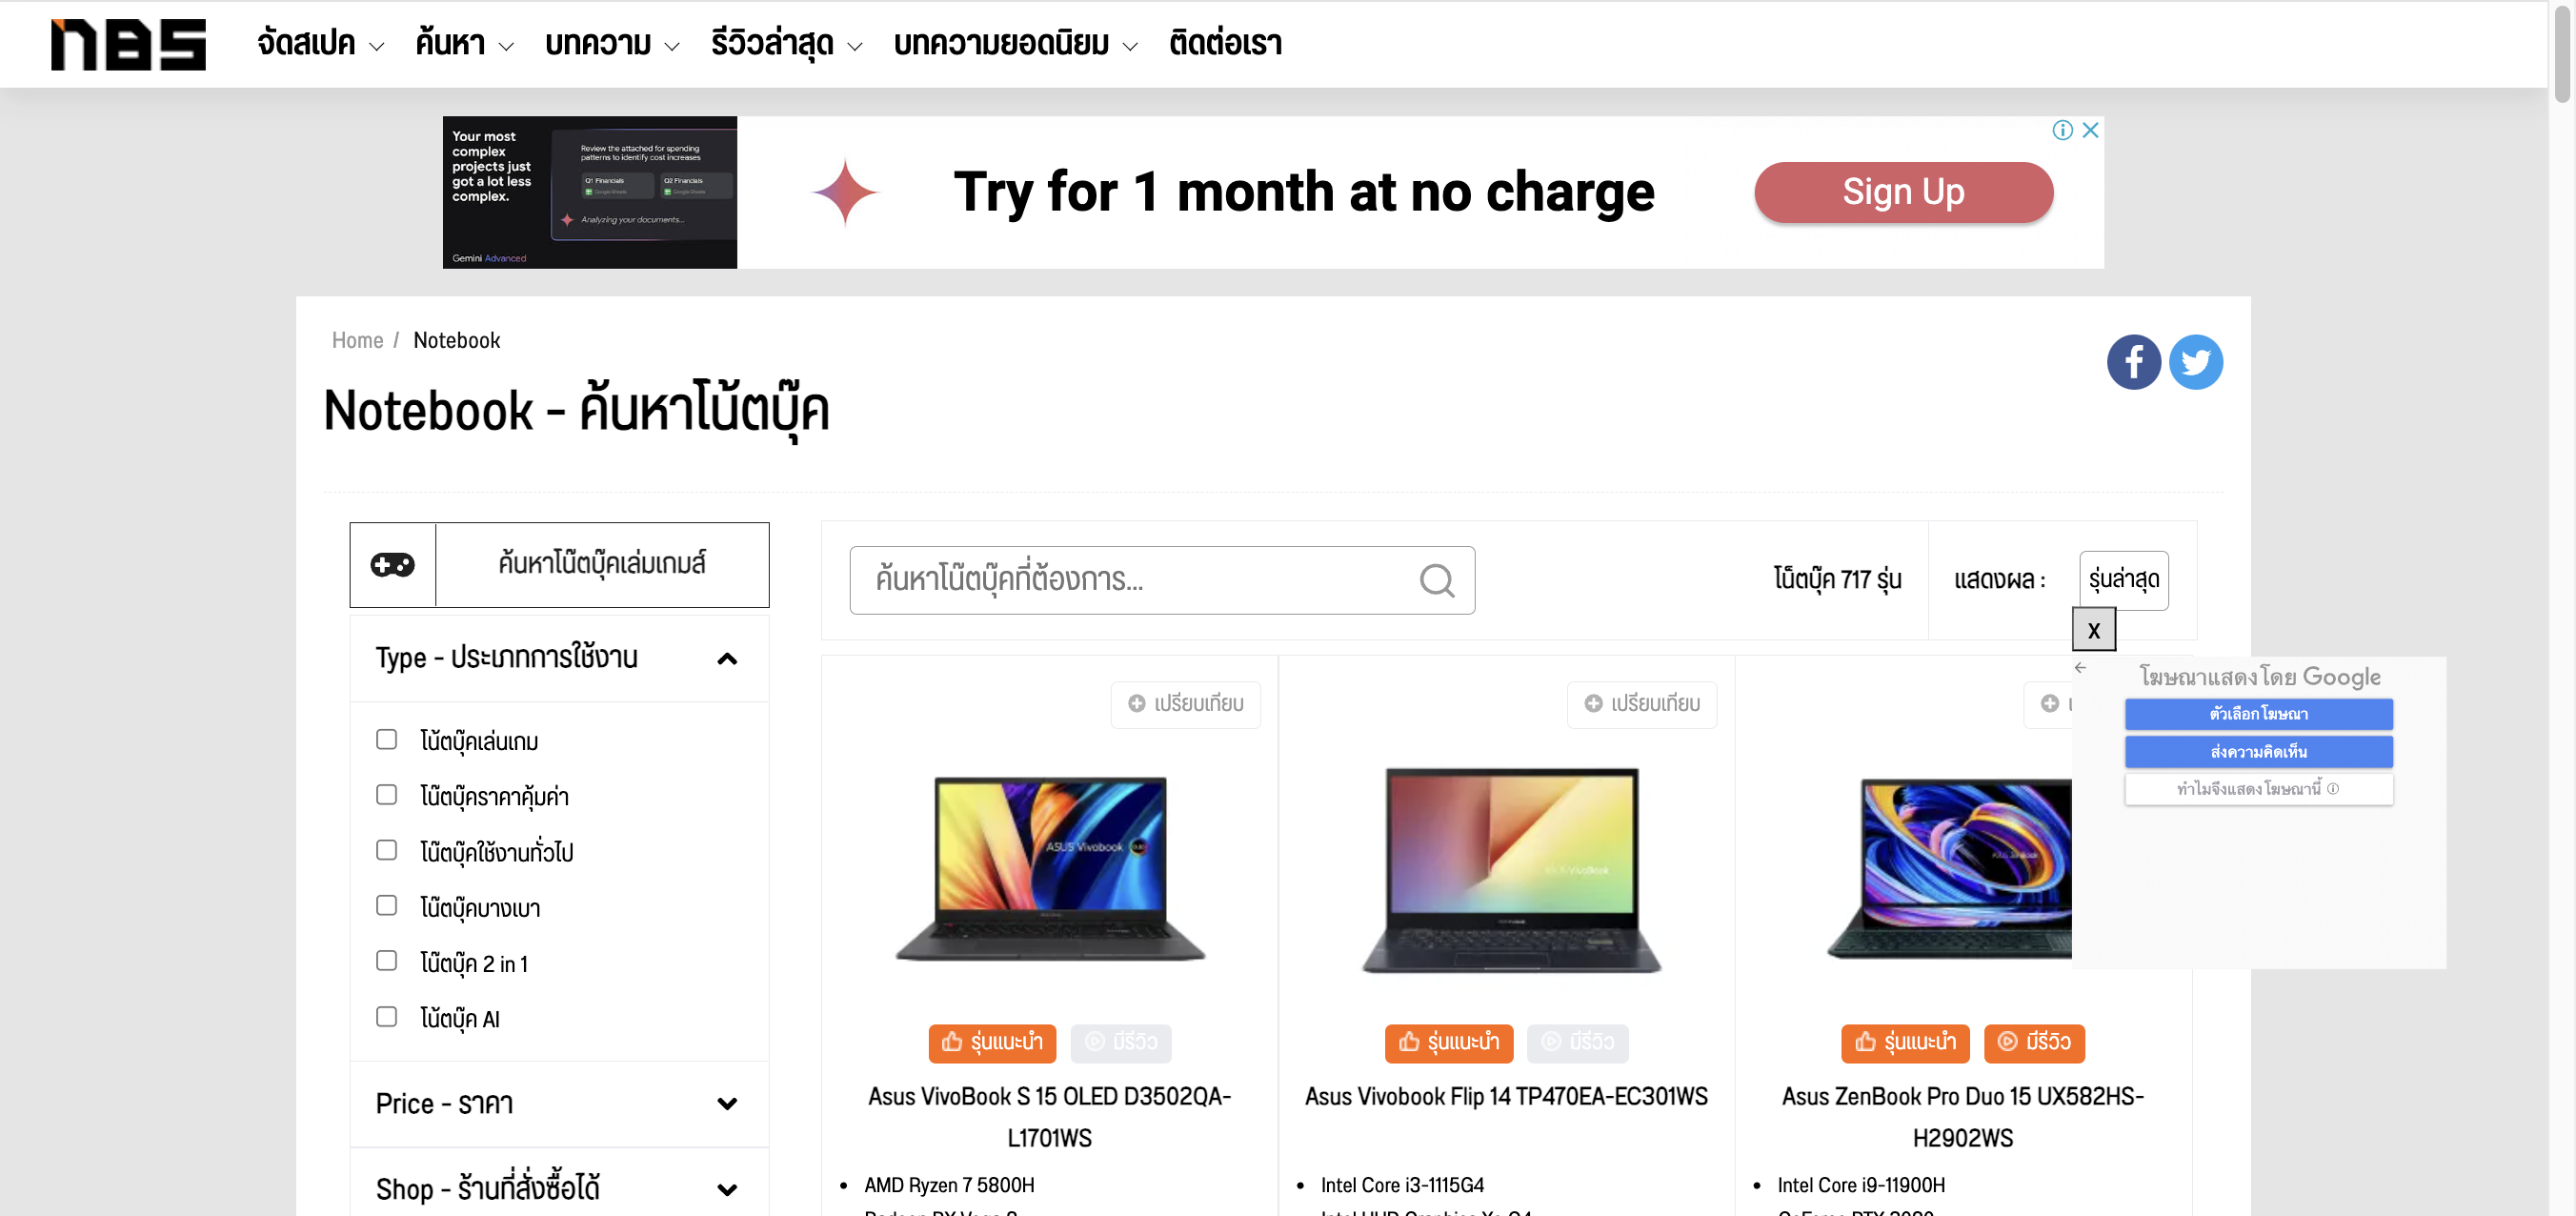 nBS
จัดสเปค
ค้นหา
บทความ
รีวิวล่าสุด
บทความยอดนิยม
ติดต่อเรา
Your most
complex
projects just
got a lot less
complex.
Review the attached for spending
patterns to identify cost increases
Q1 Financials
Google Sheets
Q2 Financials
Google Sheets
Analyzing your documents...
Gemini Advanced
Try for 1 month at no charge
Sign Up
Home / Notebook
Notebook - ค้นหาโน้ตบุ๊ค
ค้นหาโน๊ตบุ๊คเล่มเกมส์
ค้นหาโน๊ตบุ๊คที่ต้องการ...
โน็ตบุ๊ค 717 รุ่น
แสดงผล :
รุ่นล่าสุด
X
Type - ประเภทการใช้งาน
โน้ตบุ๊คเล่นเกม
โน๊ตบุ๊คราคาคุ้มค่า
โน๊ตบุ๊คใช้งานทั่วไป
โน๊ตบุ๊คบางเบา
โน๊ตบุ๊ค 2 in 1
โน้ตบุ๊ค AI
Price - ราคา
Shop - ร้านที่สั่งซื้อได้
เปรียบเทียบ
ASUS Vivobook
รุ่นแนะนำ
มีรีวิว
Asus VivoBook S 15 OLED D3502QA-
L1701WS
• AMD Ryzen 7 5800H
เปรียบเทียบ
ASUS VivoBook
รุ่นแนะนำ
มีรีวิว
Asus Vivobook Flip 14 TP470EA-EC301WS
• Intel Core i3-1115G4
รุ่นแนะนำ
มีรีวิว
Asus ZenBook Pro Duo 15 UX582HS-
H2902WS
• Intel Core i9-11900H
โฆษณาแสดงโดย Google
ตัวเลือกโฆษณา
ส่งความคิดเห็น
ทำไมจึงแสดงโฆษณานี้